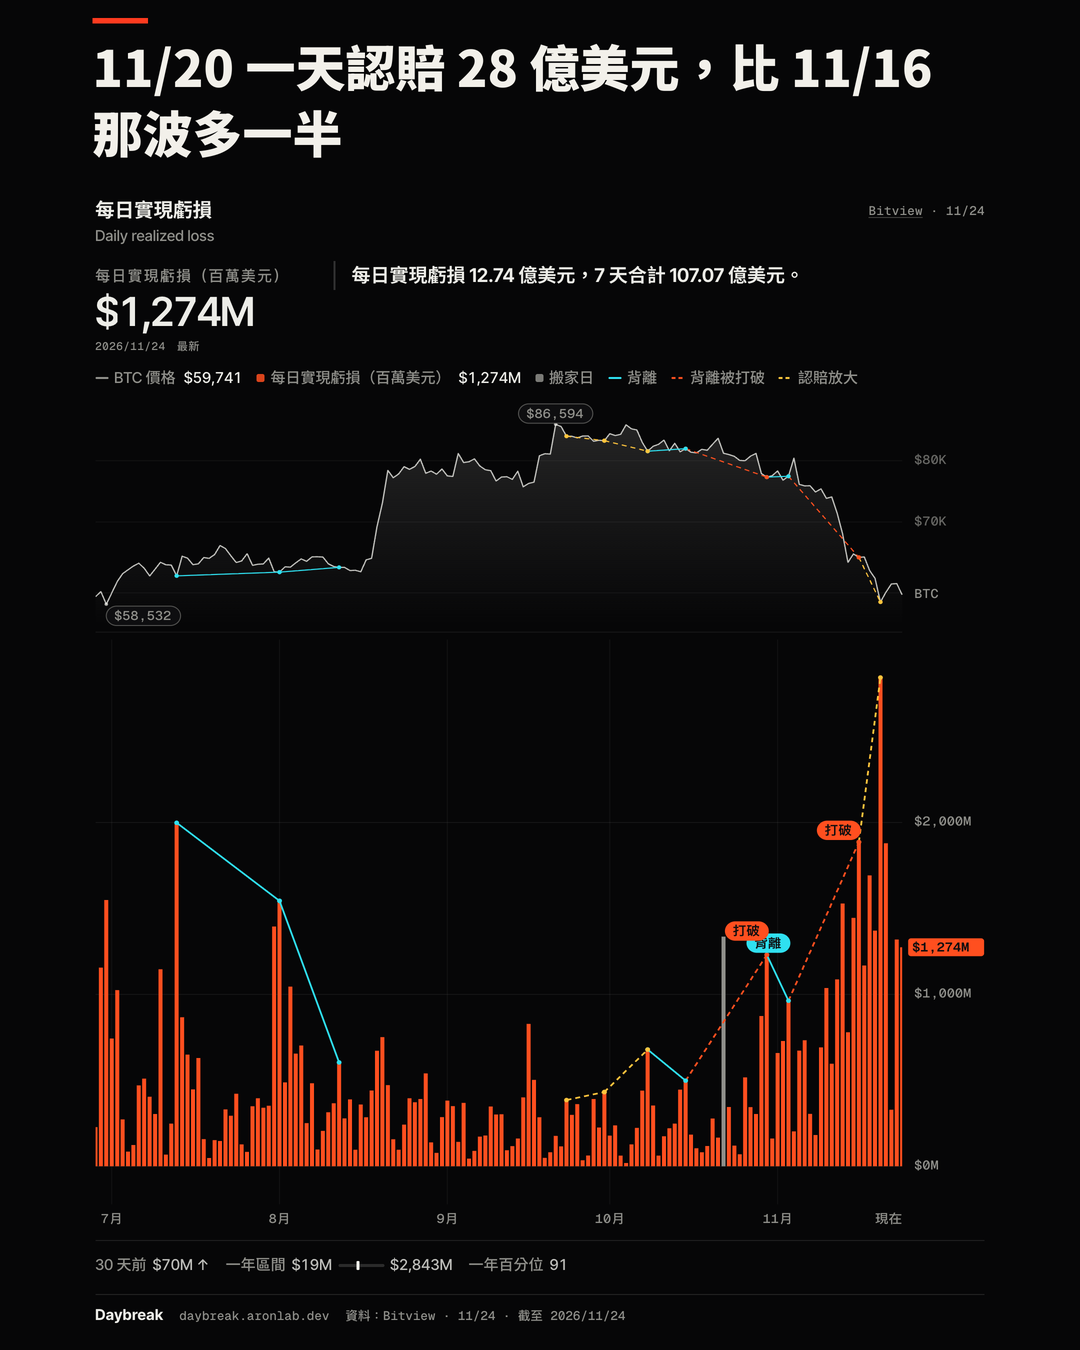 11/20 一天認賠 28 億美元，比 11/16
那波多一半
每日實現虧損
Bitview · 11/24
Daily realized loss
每日實現虧損（百萬美元）
每日實現虧損 12.74 億美元，7 天合計 107.07 億美元。
$1,274M
2026/11/24 最新
BTC 價格 $59,741 每日實現虧損（百萬美元） $1,274M 搬家日 背離 背離被打破 認賠放大
$86,594
$80K
$70K
BTC
$58,532
$2,000M
打破
打破
背離
$1,274M
$1,000M
$0M
7月 8月 9月 10月 11月 現在
30 天前 $70M ↑ 一年區間 $19M $2,843M 一年百分位 91
Daybreak daybreak.aronlab.dev 資料：Bitview · 11/24 · 截至 2026/11/24